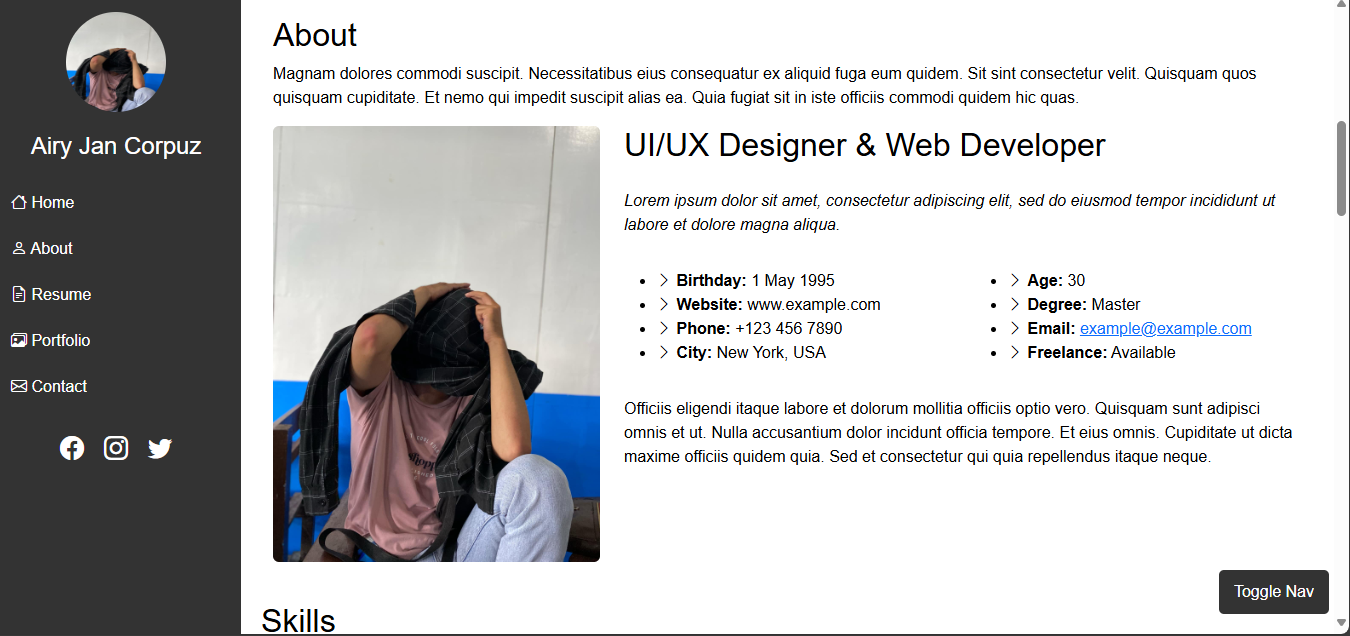 Airy Jan Corpuz
Home
About
Resume
Portfolio
Contact
About
Magnam dolores commodi suscipit. Necessitatibus eius consequatur ex aliquid fuga eum quidem. Sit sint consectetur velit. Quisquam quos
quisquam cupiditate. Et nemo qui impedit suscipit alias ea. Quia fugiat sit in iste officiis commodi quidem hic quas.
UI/UX Designer & Web Developer
Lorem ipsum dolor sit amet, consectetur adipiscing elit, sed do eiusmod tempor incididunt ut
labore et dolore magna aliqua.
Birthday: 1 May 1995
Website: www.example.com
Phone: +123 456 7890
City: New York, USA
Age: 30
Degree: Master
Email: example@example.com
Freelance: Available
Officiis eligendi itaque labore et dolorum mollitia officiis optio vero. Quisquam sunt adipisci
omnis et ut. Nulla accusantium dolor incidunt officia tempore. Et eius omnis. Cupiditate ut dicta
maxime officiis quidem quia. Sed et consectetur qui quia repellendus itaque neque.
Skills
Toggle Nav